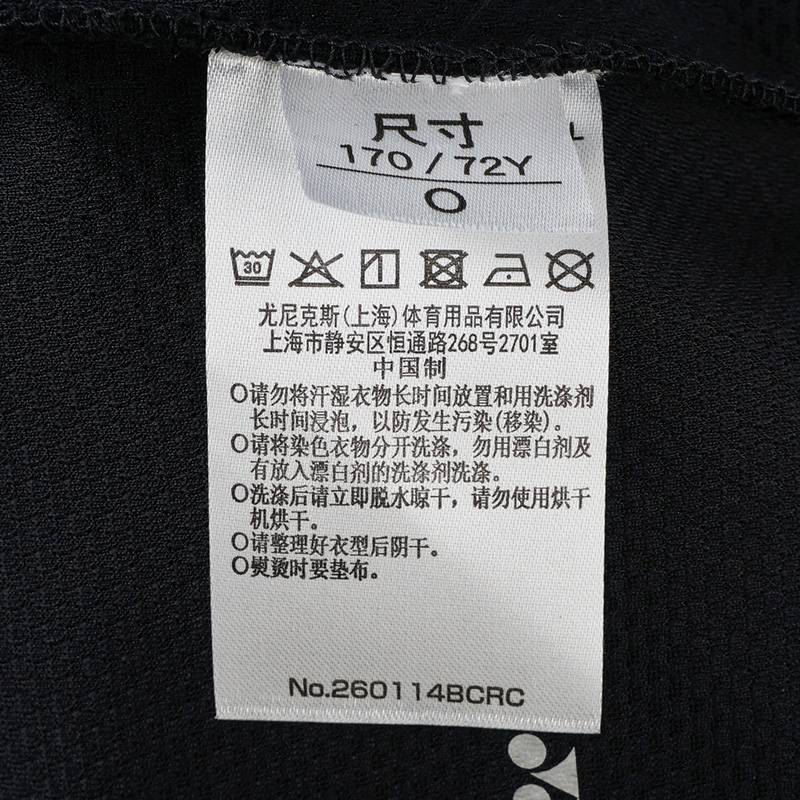 尺寸
L
170/72Y
O
30
尤尼克斯(上海)体育用品有限公司
上海市静安区恒通路268号2701室
中国制
○请勿将汗湿衣物长时间放置和用洗涤剂
长时间浸泡，以防发生污染(移染)。
○请将染色衣物分开洗涤，勿用漂白剂及
有放入漂白剂的洗涤剂洗涤。
○洗涤后请立即脱水晾干，请勿使用烘干
机烘干。
○请整理好衣型后阴干。
○熨烫时要垫布。
No.260114BCRC